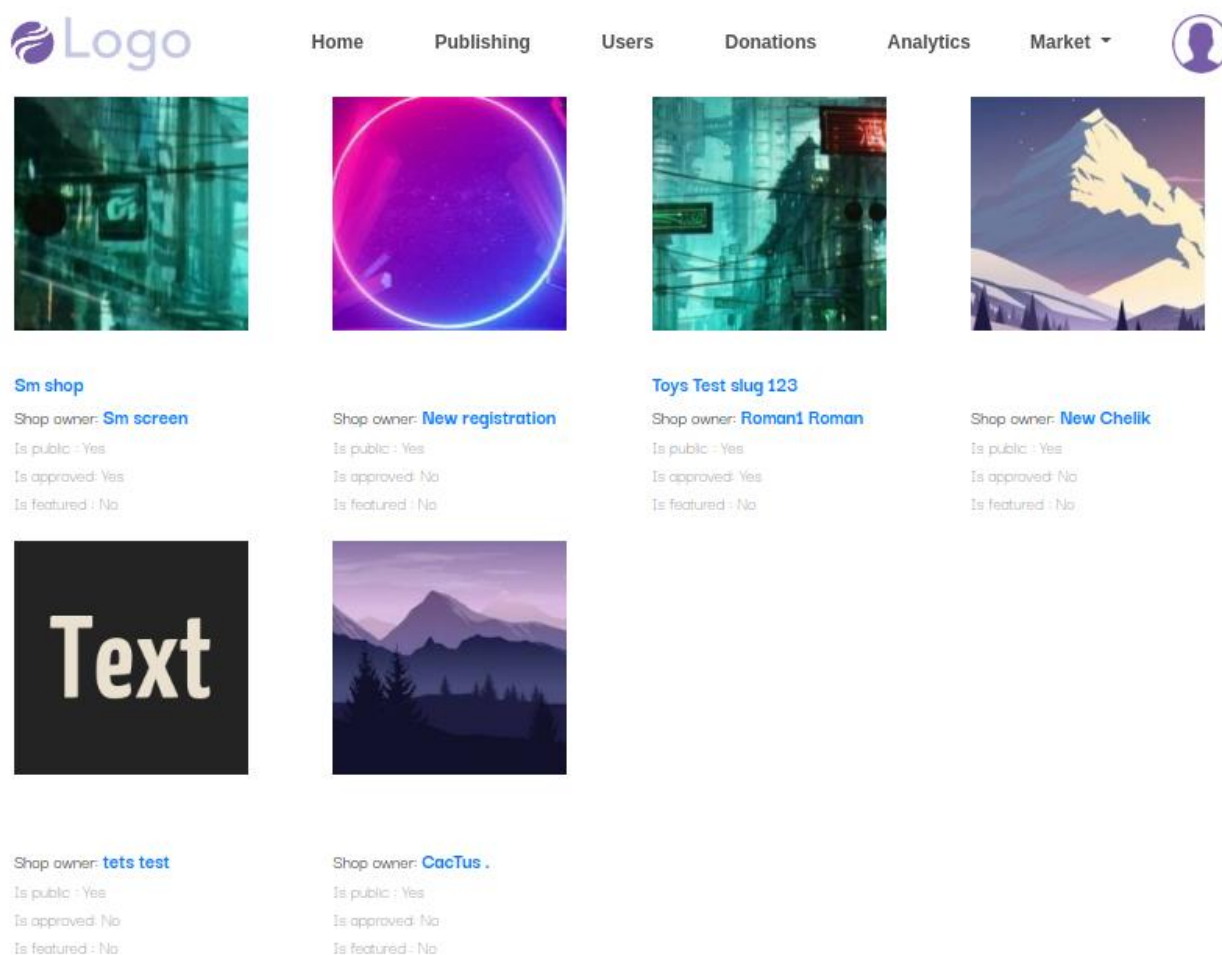 Logo
Home Publishing Users Donations Analytics Market
酒
Sm shop
Shop owner: Sm screen
Is public : Yes
Is approved: Yes
Is featured : No
Shop owner: New registration
Is public : Yes
Is approved: No
Is featured : No
Toys Test slug 123
Shop owner: Roman1 Roman
Is public : Yes
Is approved: Yes
Is featured : No
Shop owner: New Chelik
Is public : Yes
Is approved: No
Is featured : No
Text
Shop owner: tets test
Is public : Yes
Is approved: No
Is featured : No
Shop owner: CacTus .
Is public : Yes
Is approved: No
Is featured : No